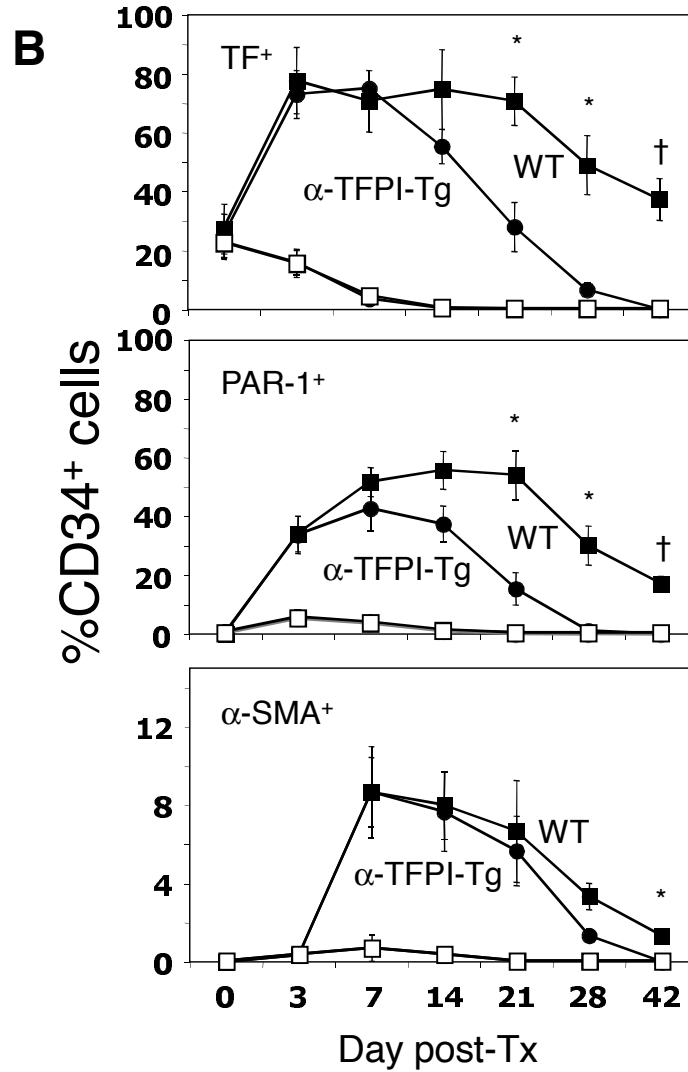 B
%CD34+ cells
100
80
60
40
20
0
TF+
*
*
†
WT
α-TFPI-Tg
100
80
60
40
20
0
PAR-1+
*
*
†
WT
α-TFPI-Tg
12
8
4
0
α-SMA+
WT
α-TFPI-Tg
*
0 3 7 14 21 28 42
Day post-Tx